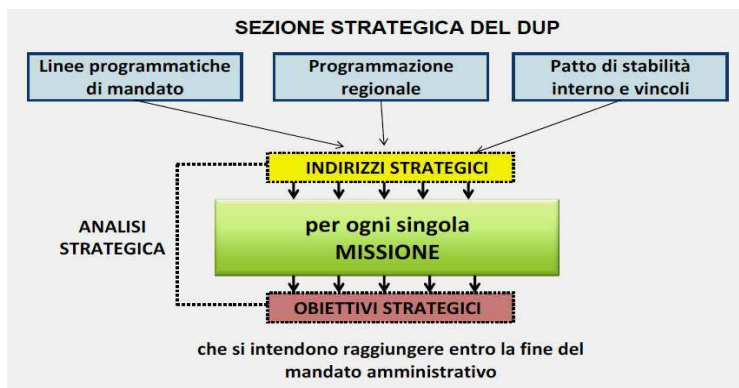 SEZIONE STRATEGICA DEL DUP
Linee programmatiche
di mandato
Programmazione
regionale
Patto di stabilità
interno e vincoli
INDIRIZZI STRATEGICI
ANALISI
STRATEGICA
per ogni singola
MISSIONE
OBIETTIVI STRATEGICI
che si intendono raggiungere entro la fine del
mandato amministrativo